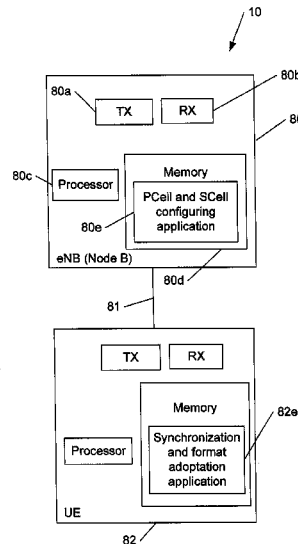 10
80a
80b
TX
RX
80
80c
Memory
Processor
PCell and SCell
configuring
application
80e
eNB (Node B)
80d
81
TX
RX
Memory
82e
Synchronization
and format
adoptation
application
Processor
UE
82